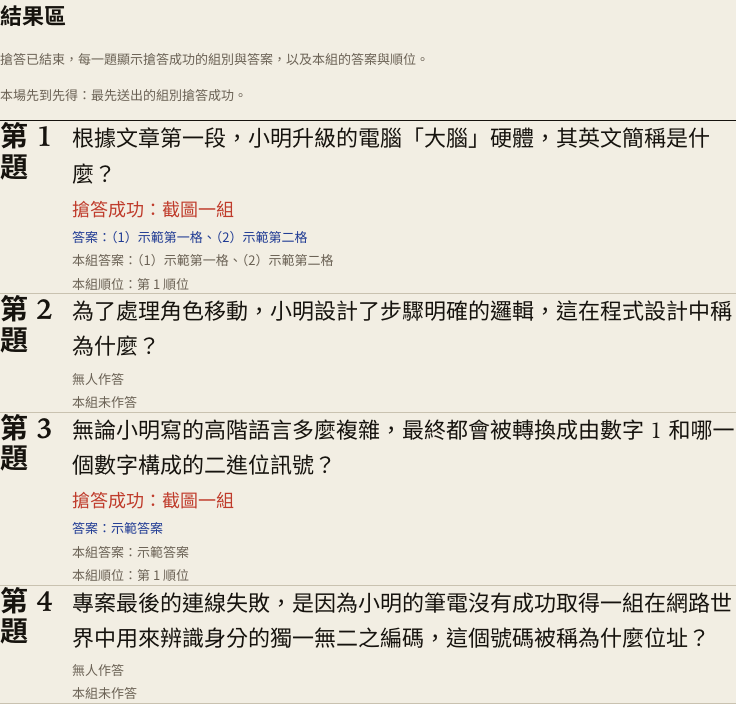 結果區
搶答已結束，每一題顯示搶答成功的組別與答案，以及本組的答案與順位。
本場先到先得：最先送出的組別搶答成功。
第 1 題
根據文章第一段，小明升級的電腦「大腦」硬體，其英文簡稱是什
麼？
搶答成功：截圖一組
答案：（1）示範第一格、（2）示範第二格
本組答案：（1）示範第一格、（2）示範第二格
本組順位：第 1 順位
第 2 題
為了處理角色移動，小明設計了步驟明確的邏輯，這在程式設計中稱
為什麼？
無人作答
本組未作答
第 3 題
無論小明寫的高階語言多麼複雜，最終都會被轉換成由數字 1 和哪一
個數字構成的二進位訊號？
搶答成功：截圖一組
答案：示範答案
本組答案：示範答案
本組順位：第 1 順位
第 4 題
專案最後的連線失敗，是因為小明的筆電沒有成功取得一組在網路世
界中用來辨識身分的獨一無二之編碼，這個號碼被稱為什麼位址？
無人作答
本組未作答